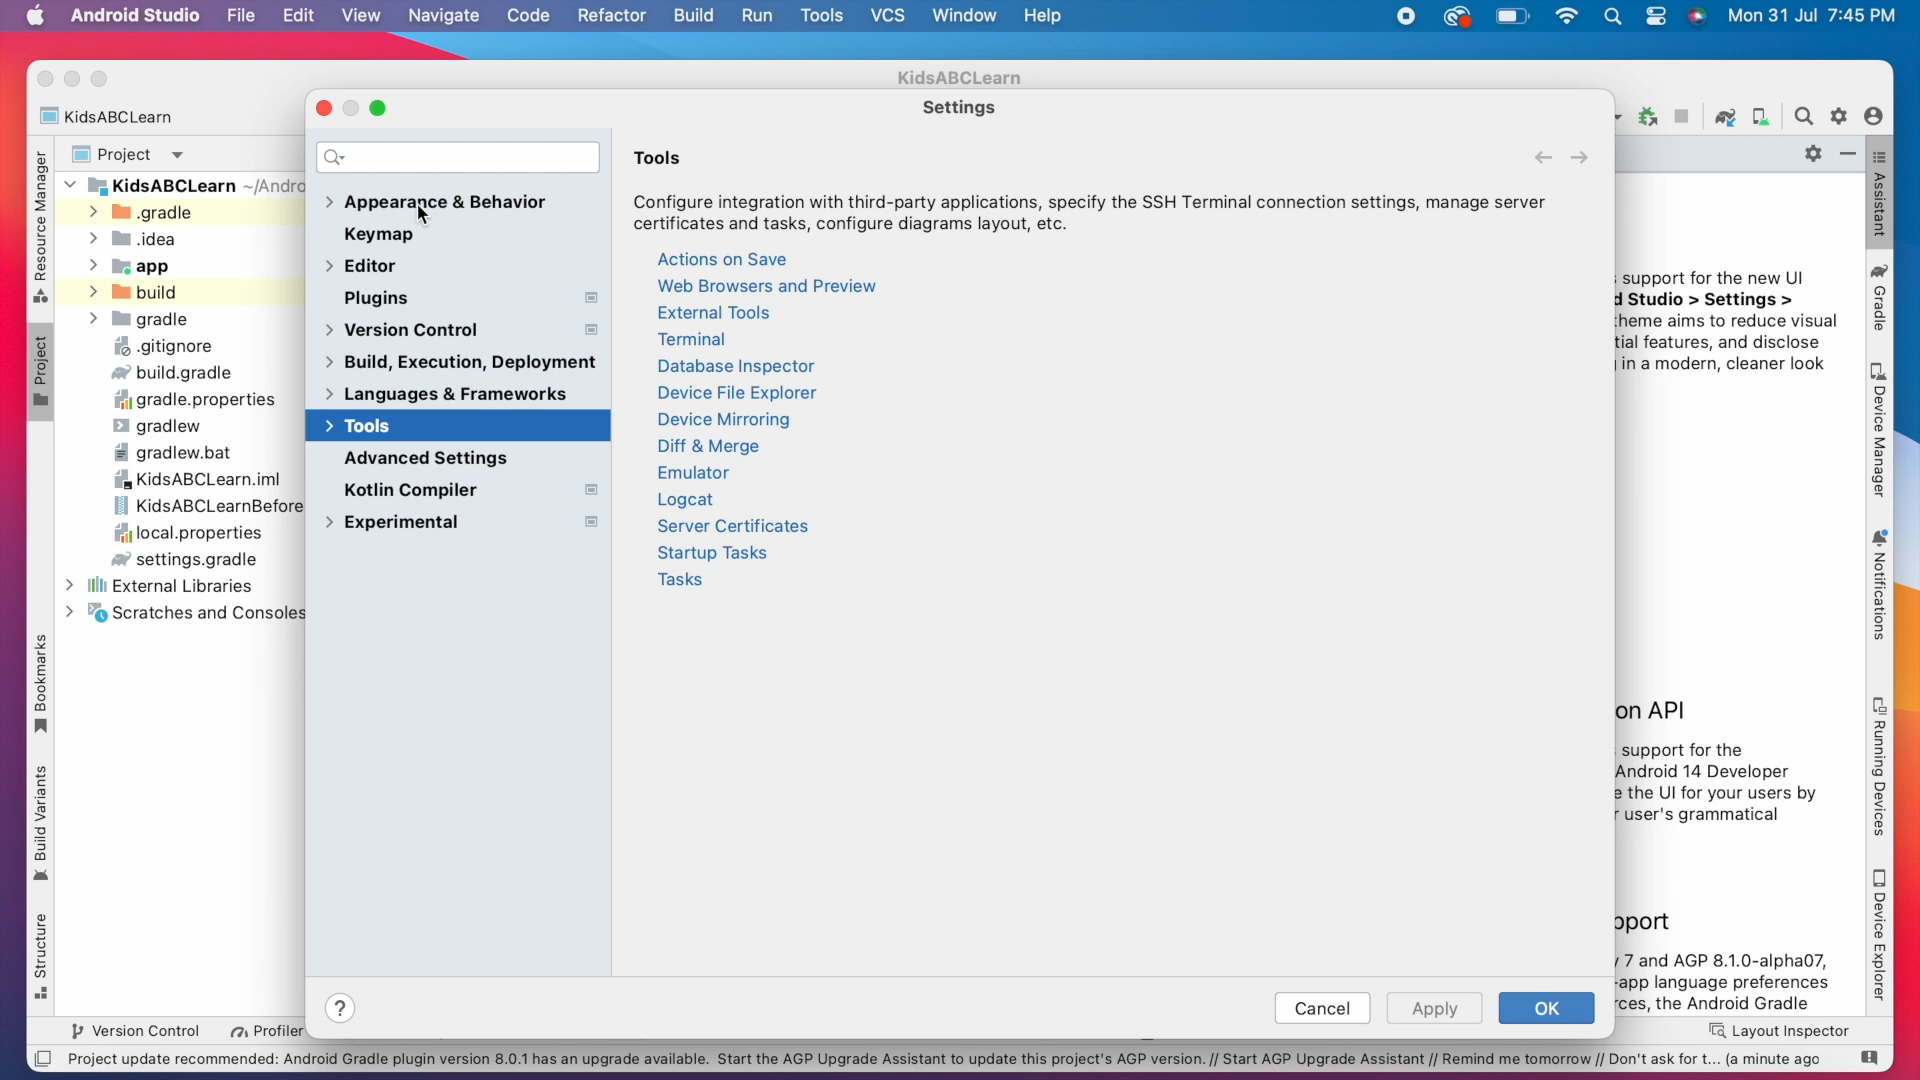 Android Studio File Edit View Navigate Code Refactor Build Run Tools VCS Window Help Mon 31 Jul 7:45 PM
KidsABCLearn
KidsABCLearn
Settings
Project
Tools
KidsABCLearn ~/Andro
.gradle
.idea
app
build
gradle
.gitignore
build.gradle
gradle.properties
gradlew
gradlew.bat
KidsABCLearn.iml
KidsABCLearnBefore
local.properties
settings.gradle
External Libraries
Scratches and Consoles
Resource Manager
Project
Bookmarks
Build Variants
Structure
Appearance & Behavior
Keymap
Editor
Plugins
Version Control
Build, Execution, Deployment
Languages & Frameworks
Tools
Advanced Settings
Kotlin Compiler
Experimental
Configure integration with third-party applications, specify the SSH Terminal connection settings, manage server
certificates and tasks, configure diagrams layout, etc.
Actions on Save
Web Browsers and Preview
External Tools
Terminal
Database Inspector
Device File Explorer
Device Mirroring
Diff & Merge
Emulator
Logcat
Server Certificates
Startup Tasks
Tasks
support for the new UI
d Studio > Settings >
heme aims to reduce visual
tial features, and disclose
in a modern, cleaner look
on API
support for the
Android 14 Developer
e the UI for your users by
r user's grammatical
pport
7 and AGP 8.1.0-alpha07,
-app language preferences
rces, the Android Gradle
Assistant
Gradle
Device Manager
Notifications
Running Devices
Device Explorer
?
Cancel
Apply
OK
Version Control
Profiler
Layout Inspector
Project update recommended: Android Gradle plugin version 8.0.1 has an upgrade available. Start the AGP Upgrade Assistant to update this project's AGP version. // Start AGP Upgrade Assistant // Remind me tomorrow // Don't ask for t... (a minute ago